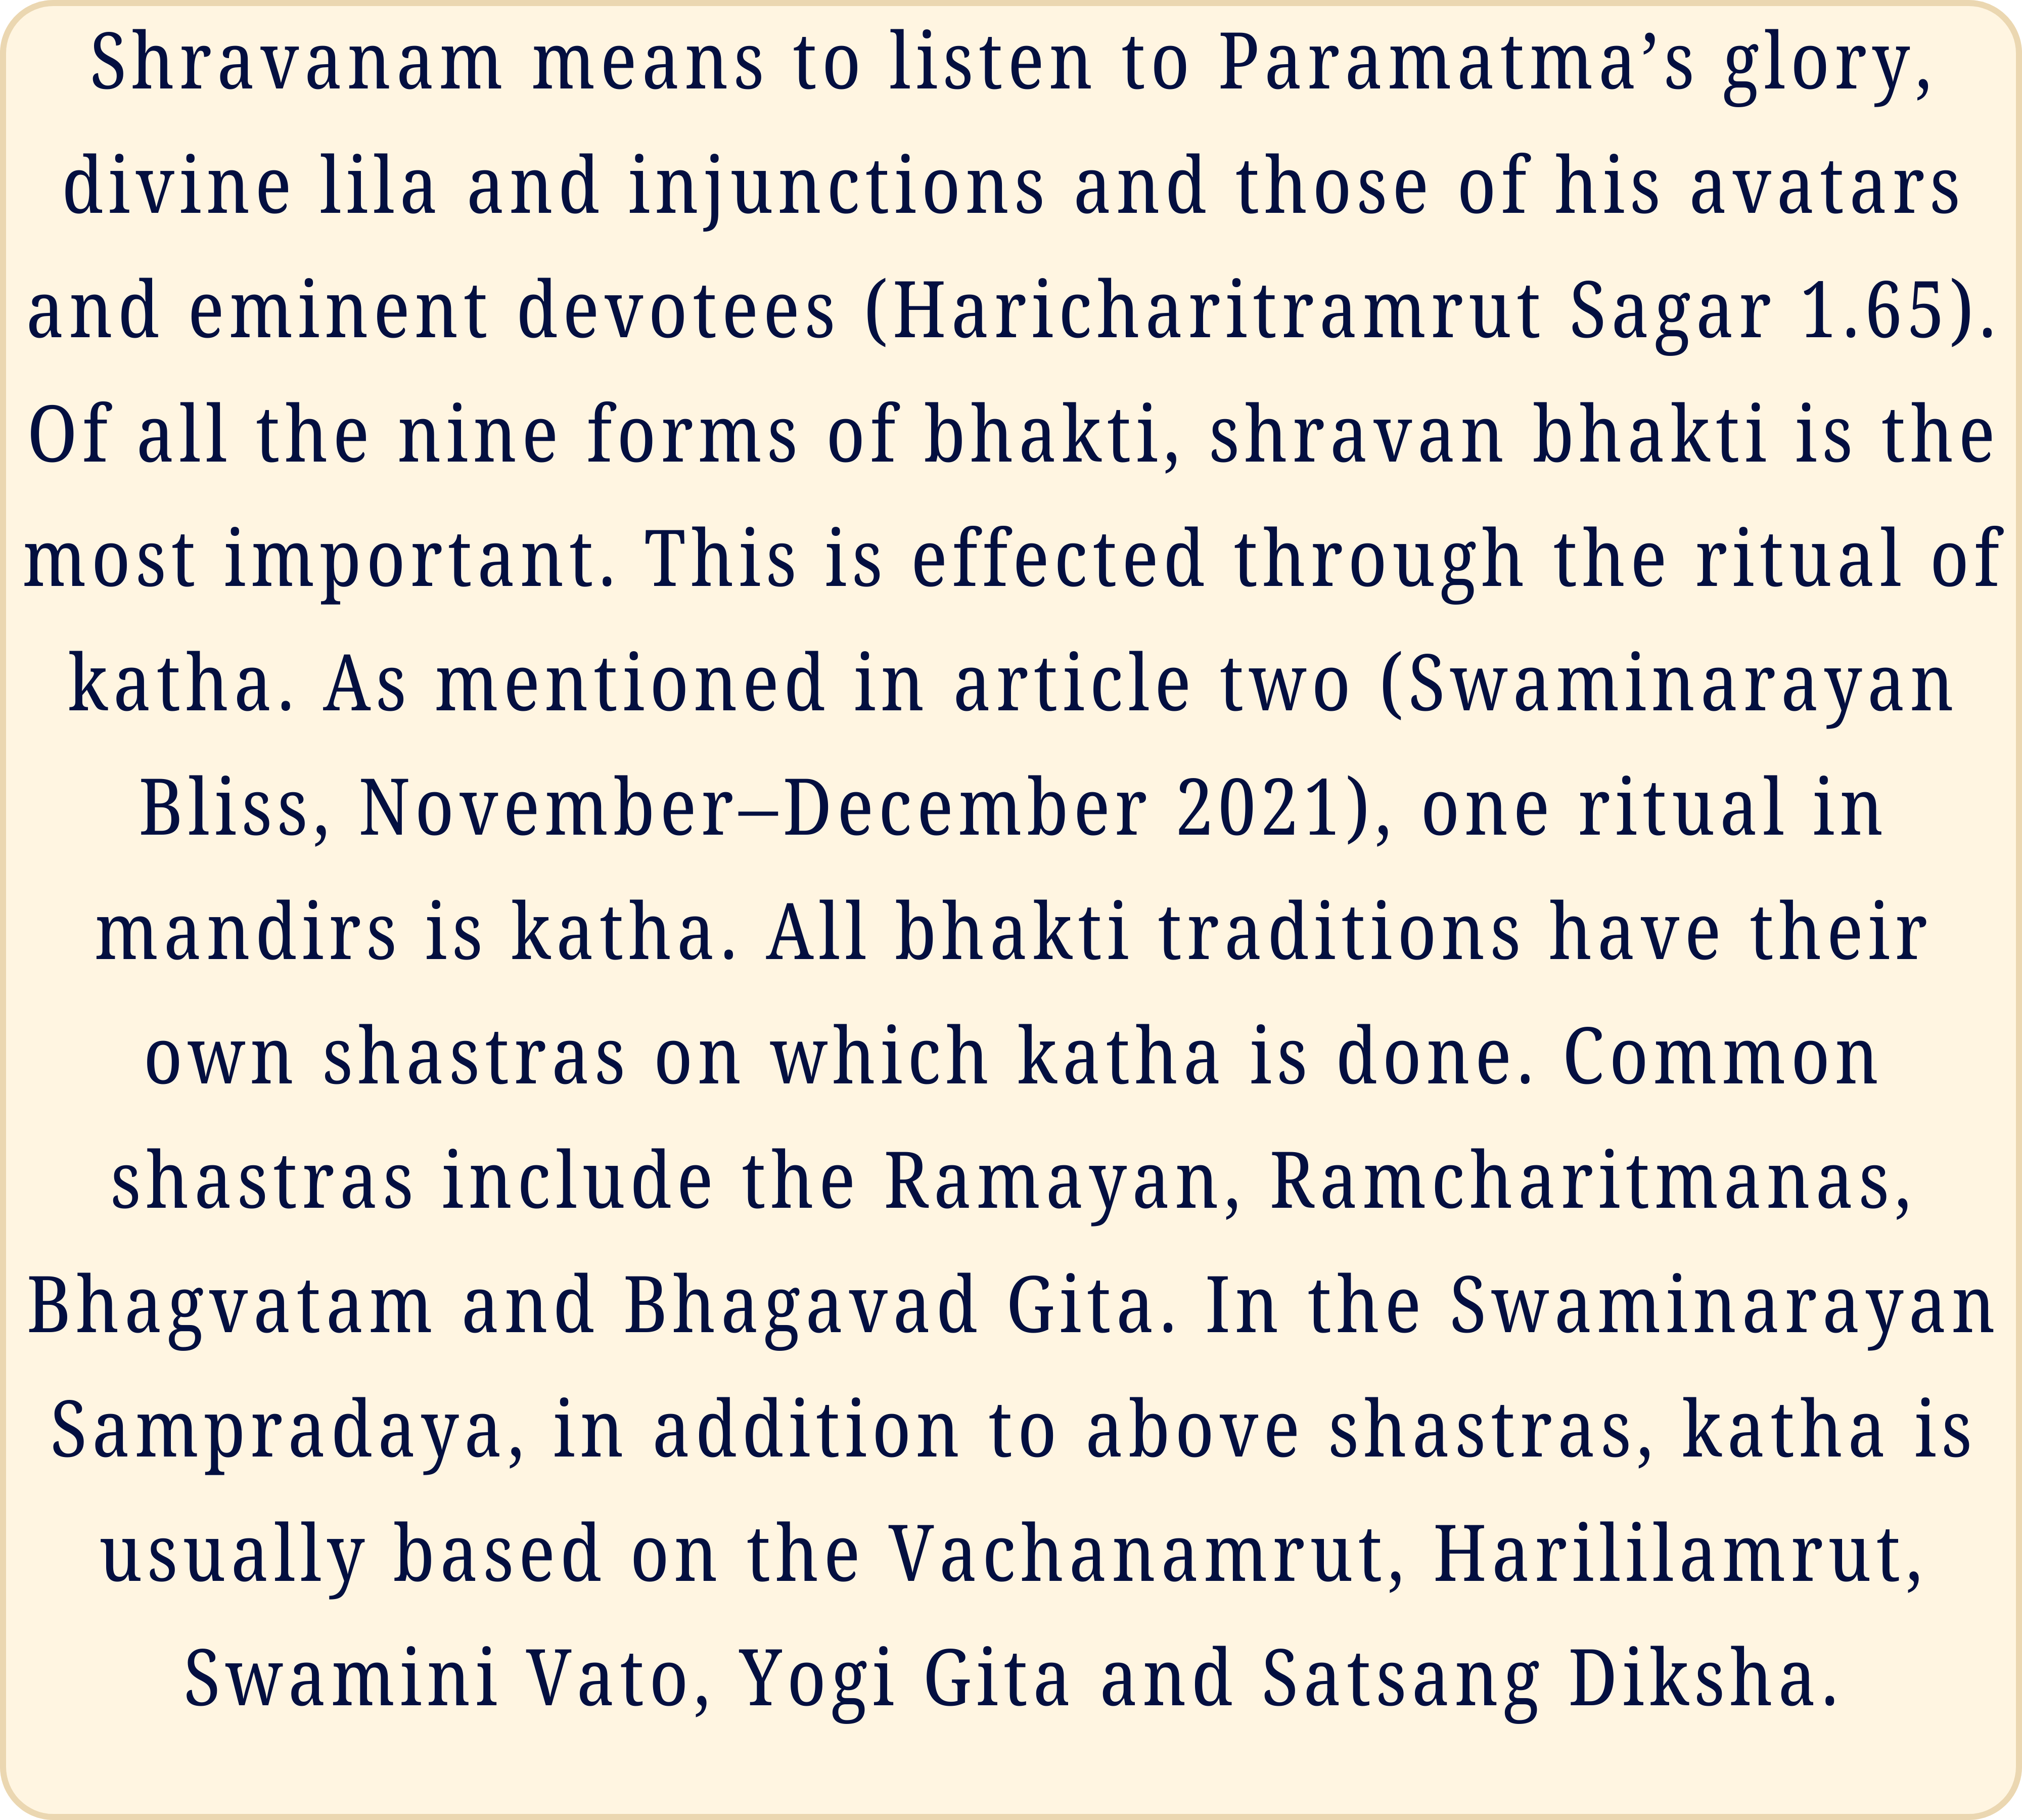 Shravanam means to listen to Paramatma’s glory,
divine lila and injunctions and those of his avatars
and eminent devotees (Haricharitramrut Sagar 1.65).
Of all the nine forms of bhakti, shravan bhakti is the
most important. This is effected through the ritual of
katha. As mentioned in article two (Swaminarayan
Bliss, November–December 2021), one ritual in
mandirs is katha. All bhakti traditions have their
own shastras on which katha is done. Common
shastras include the Ramayan, Ramcharitmanas,
Bhagvatam and Bhagavad Gita. In the Swaminarayan
Sampradaya, in addition to above shastras, katha is
usually based on the Vachanamrut, Harililamrut,
Swamini Vato, Yogi Gita and Satsang Diksha.